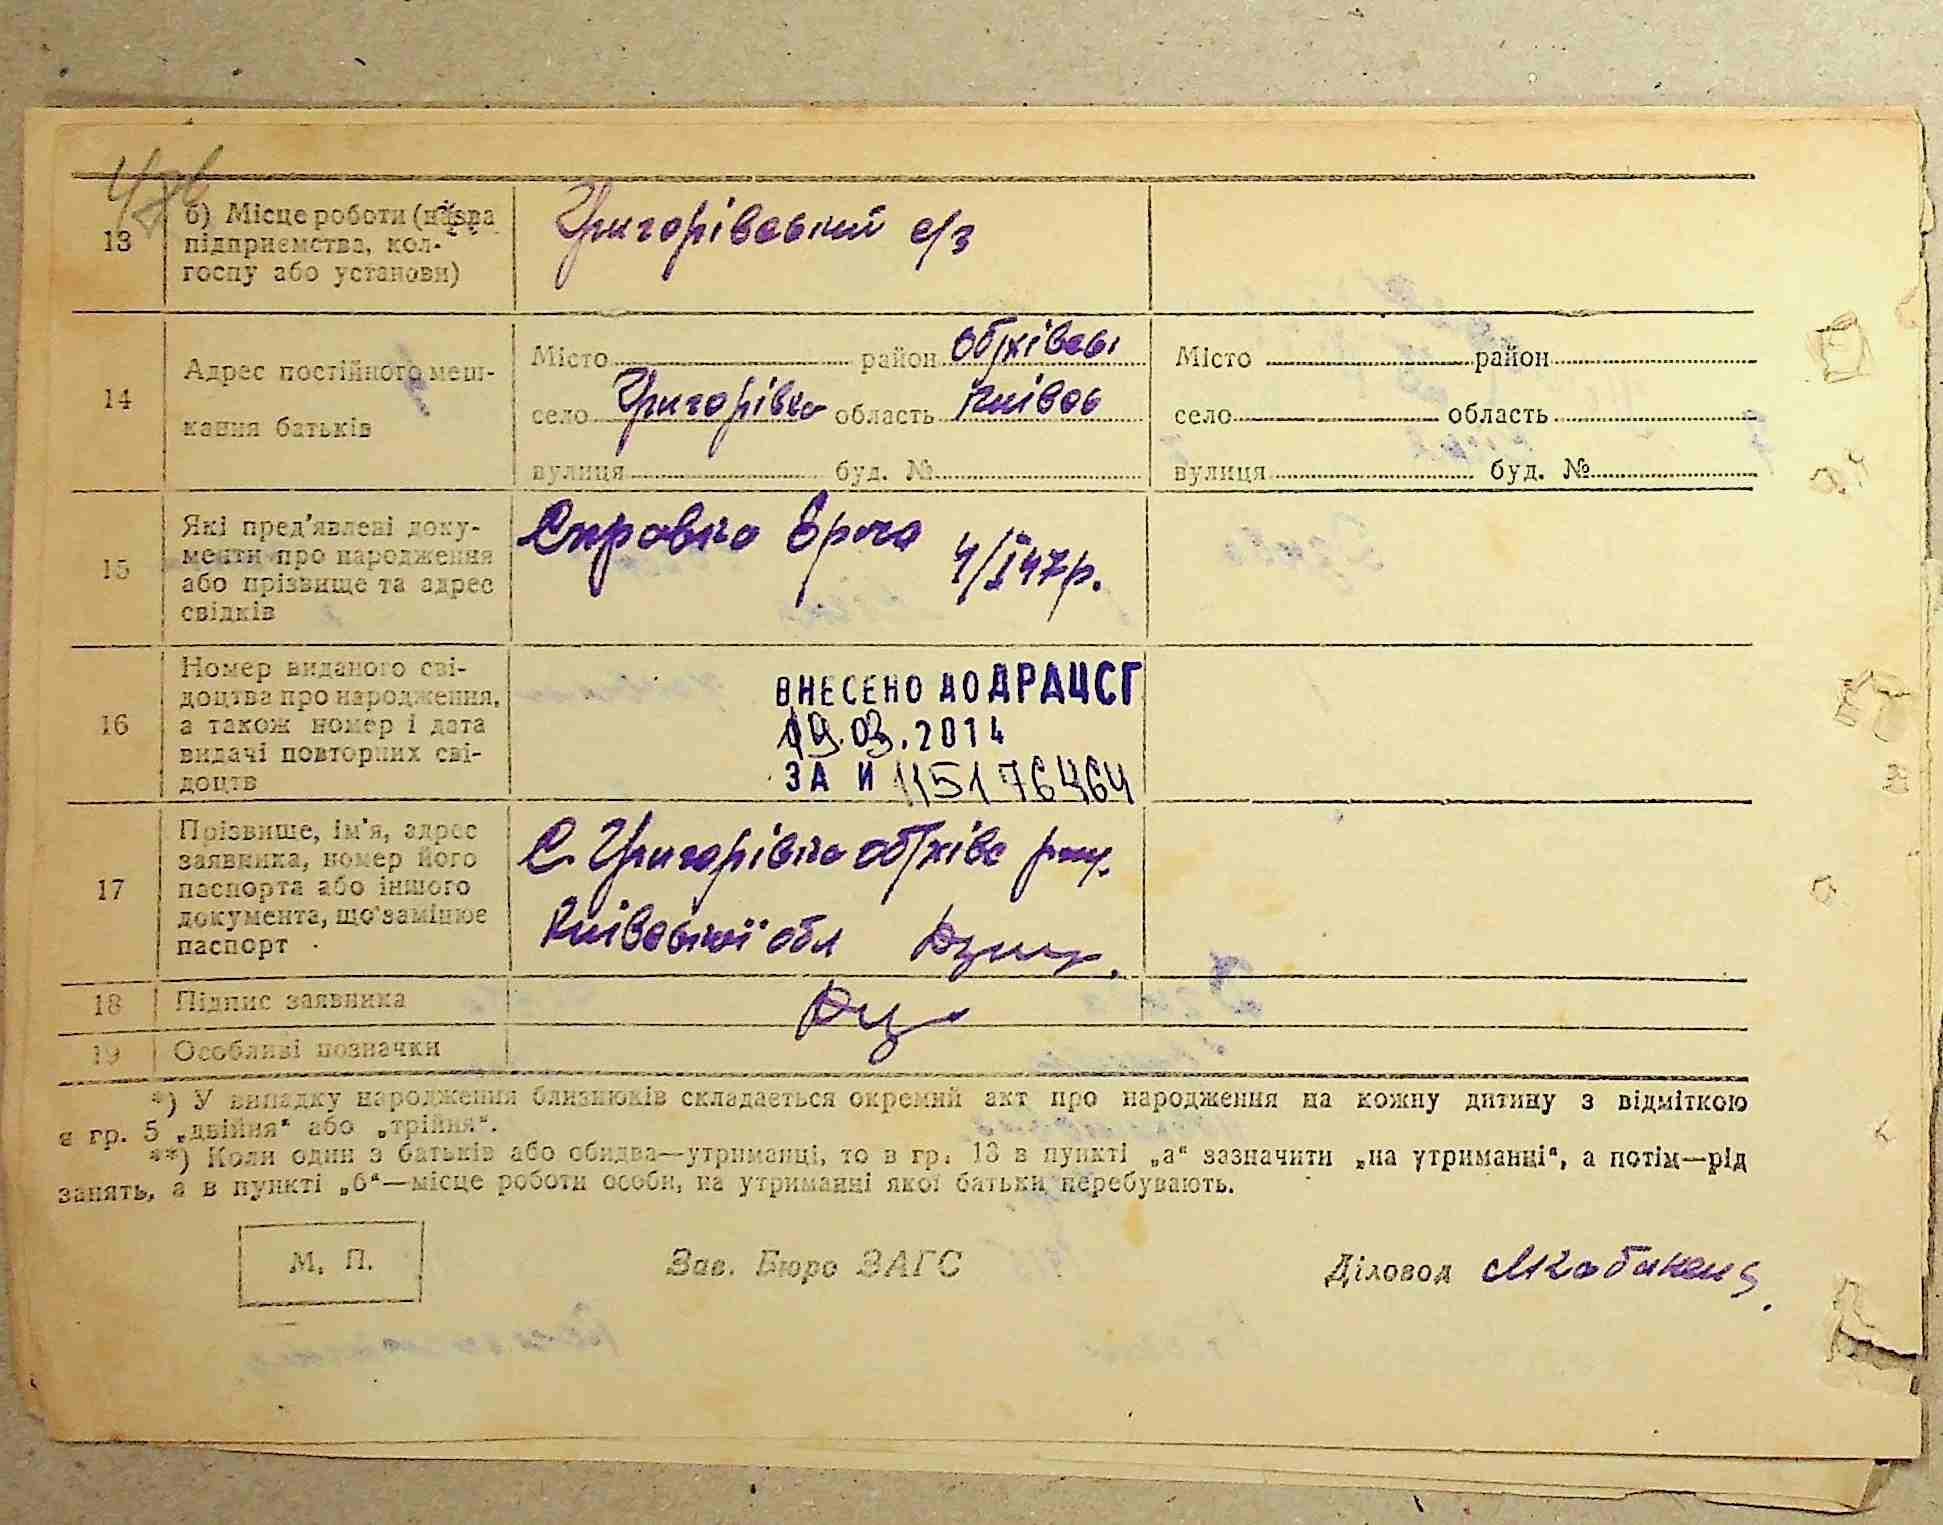 478
13
б) Місце роботи (назва
підприємства, кол-
госпу або установи)
Григорівський с/з
14
Адрес постійного меш-
кання батьків
Місто район Обухівсь
село Григорівка область Київсь
вулиця буд. №
Місто район
село область
вулиця буд. №
15
Які пред'явлені доку-
менти про народження
або прізвище та адрес
свідків
Справка
4/I 47р.
16
Номер виданого сві-
доцтва про народження,
а також номер і дата
видачі повторних сві-
доцтв
ВНЕСЕНО ДО ДРАЦСГ
19.03.2014
ЗА И 115176464
17
Прізвище, ім'я, адрес
заявника, номер його
паспорта або іншого
документа, що замінює
паспорт
с. Григорівка
Київської обл
18
Підпис заявника
19
Особливі позначки
*) У випадку народження близнюків складається окремий акт про народження на кожну дитину з відміткою
в гр. 5 „двійня“ або „трійня“.
**) Коли один з батьків або обидва—утриманці, то в гр. 13 в пункті „а“ зазначити „на утриманні“, а потім—рід
занять, а в пункті „б“—місце роботи особи, на утриманні якої батьки перебувають.
М. П.
Зав. Бюро ЗАГС
Діловод